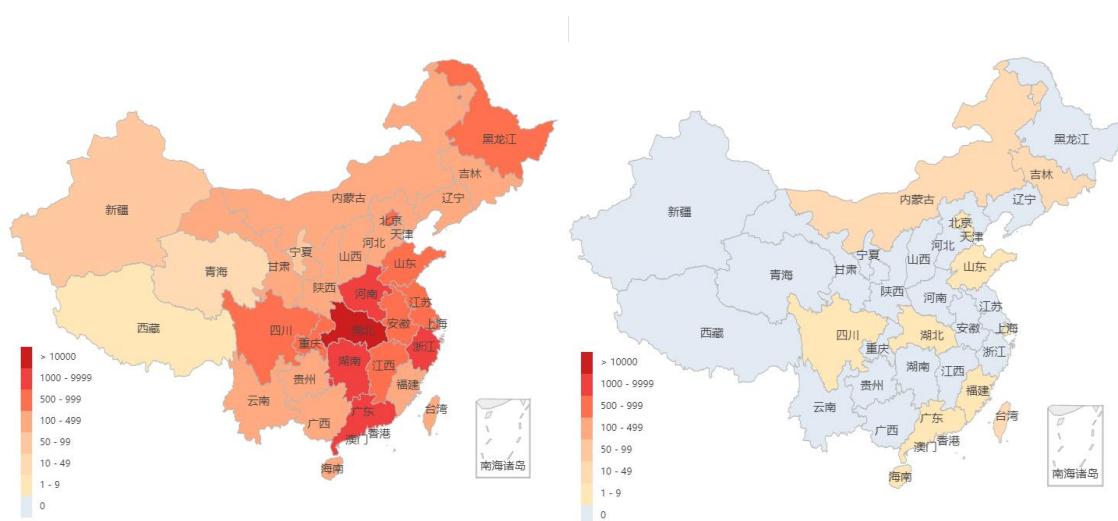 黑龙江
吉林
辽宁
内蒙古
新疆
北京
天津
河北
山西
宁夏
甘肃
青海
山东
陕西
河南
江苏
西藏
四川
湖北
安徽
上海
重庆
浙江
湖南
江西
贵州
福建
云南
台湾
广东
广西
香港
澳门
海南
南海诸岛
> 10000
1000 - 9999
500 - 999
100 - 499
50 - 99
10 - 49
1 - 9
0
黑龙江
吉林
辽宁
内蒙古
新疆
北京
天津
河北
山西
宁夏
甘肃
青海
山东
陕西
河南
江苏
西藏
四川
湖北
安徽
上海
重庆
浙江
湖南
江西
贵州
福建
云南
台湾
广东
广西
香港
澳门
海南
南海诸岛
> 10000
1000 - 9999
500 - 999
100 - 499
50 - 99
10 - 49
1 - 9
0